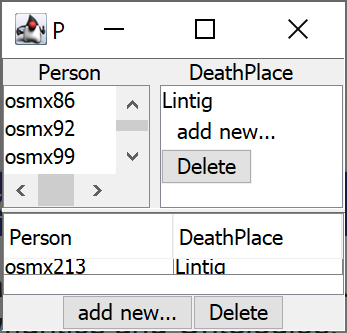 P
Person DeathPlace
osmx86
osmx92
osmx99
Lintig
add new...
Delete
Person DeathPlace
osmx213 Lintig
add new... Delete